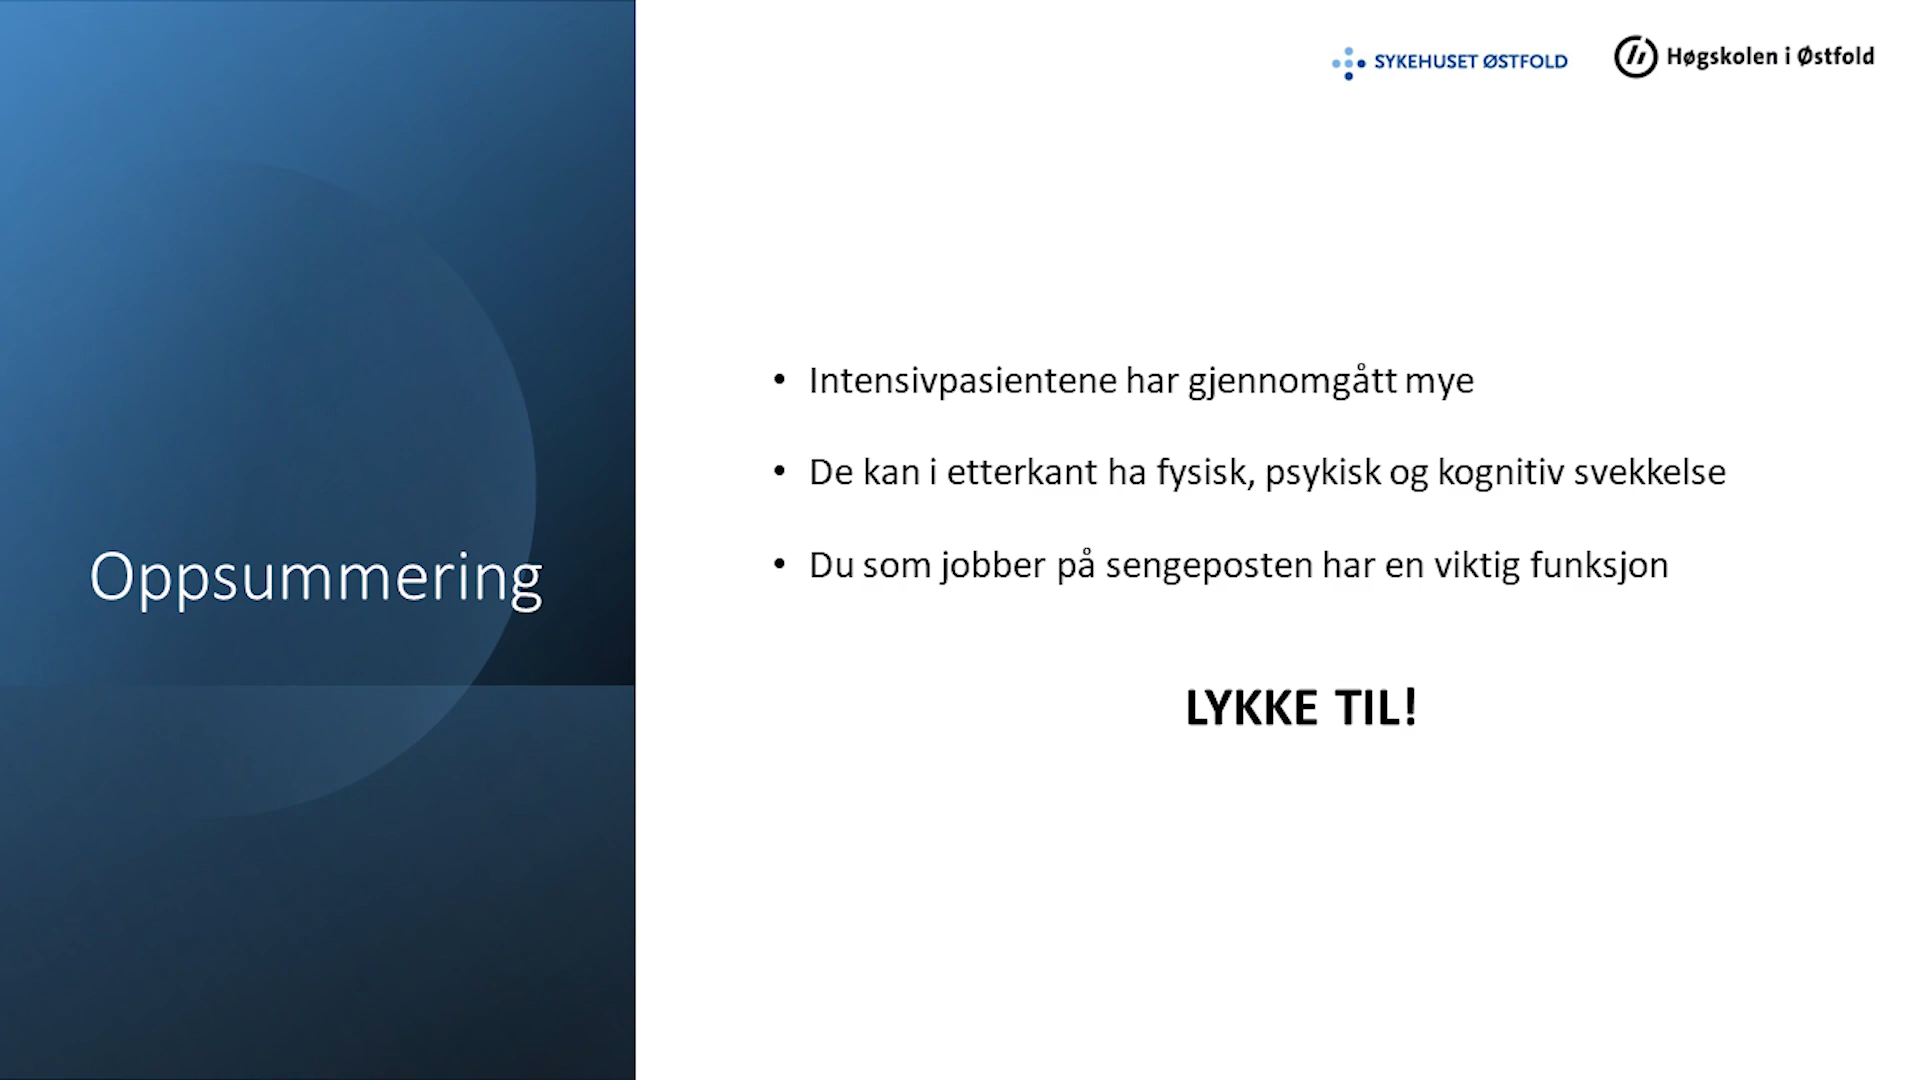 SYKEHUSET ØSTFOLD
Høgskolen i Østfold
Oppsummering
• Intensivpasientene har gjennomgått mye
• De kan i etterkant ha fysisk, psykisk og kognitiv svekkelse
• Du som jobber på sengeposten har en viktig funksjon
LYKKE TIL!